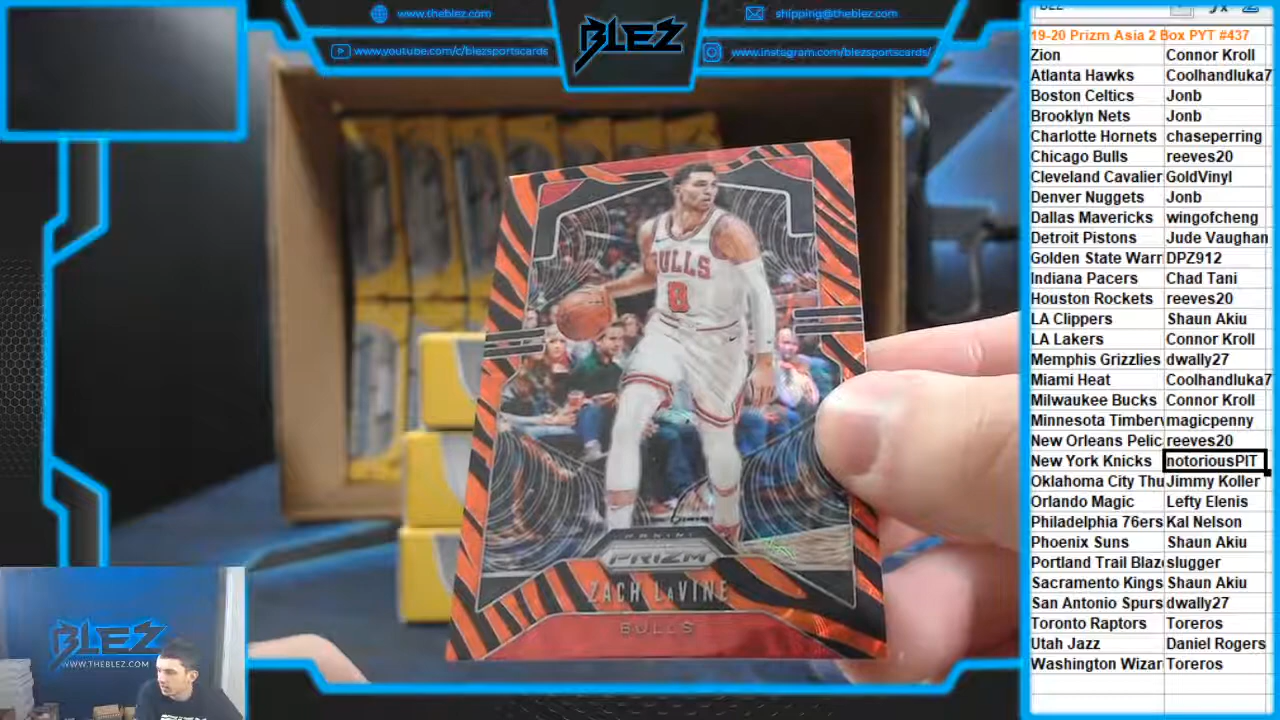 www.theblez.com
shipping@theblez.com
BLEZ
www.youtube.com/c/blezsportscards
www.instagram.com/blezsportscards/
19-20 Prizm Asia 2 Box PYT #437
Zion Connor Kroll
Atlanta Hawks Coolhandluka7
Boston Celtics Jonb
Brooklyn Nets Jonb
Charlotte Hornets chaseperring
Chicago Bulls reeves20
Cleveland Cavalier GoldVinyl
Denver Nuggets Jonb
Dallas Mavericks wingofcheng
Detroit Pistons Jude Vaughan
Golden State Warr DPZ912
Indiana Pacers Chad Tani
Houston Rockets reeves20
LA Clippers Shaun Akiu
LA Lakers Connor Kroll
Memphis Grizzlies dwally27
Miami Heat Coolhandluka7
Milwaukee Bucks Connor Kroll
Minnesota Timberv magicpenny
New Orleans Pelic reeves20
New York Knicks notoriousPIT
Oklahoma City Thu Jimmy Koller
Orlando Magic Lefty Elenis
Philadelphia 76ers Kal Nelson
Phoenix Suns Shaun Akiu
Portland Trail Blaz slugger
Sacramento Kings Shaun Akiu
San Antonio Spurs dwally27
Toronto Raptors Toreros
Utah Jazz Daniel Rogers
Washington Wizar Toreros
BULLS
8
PANINI
PRIZM
ZACH LaVINE
BULLS
BLEZ
WWW.THEBLEZ.COM